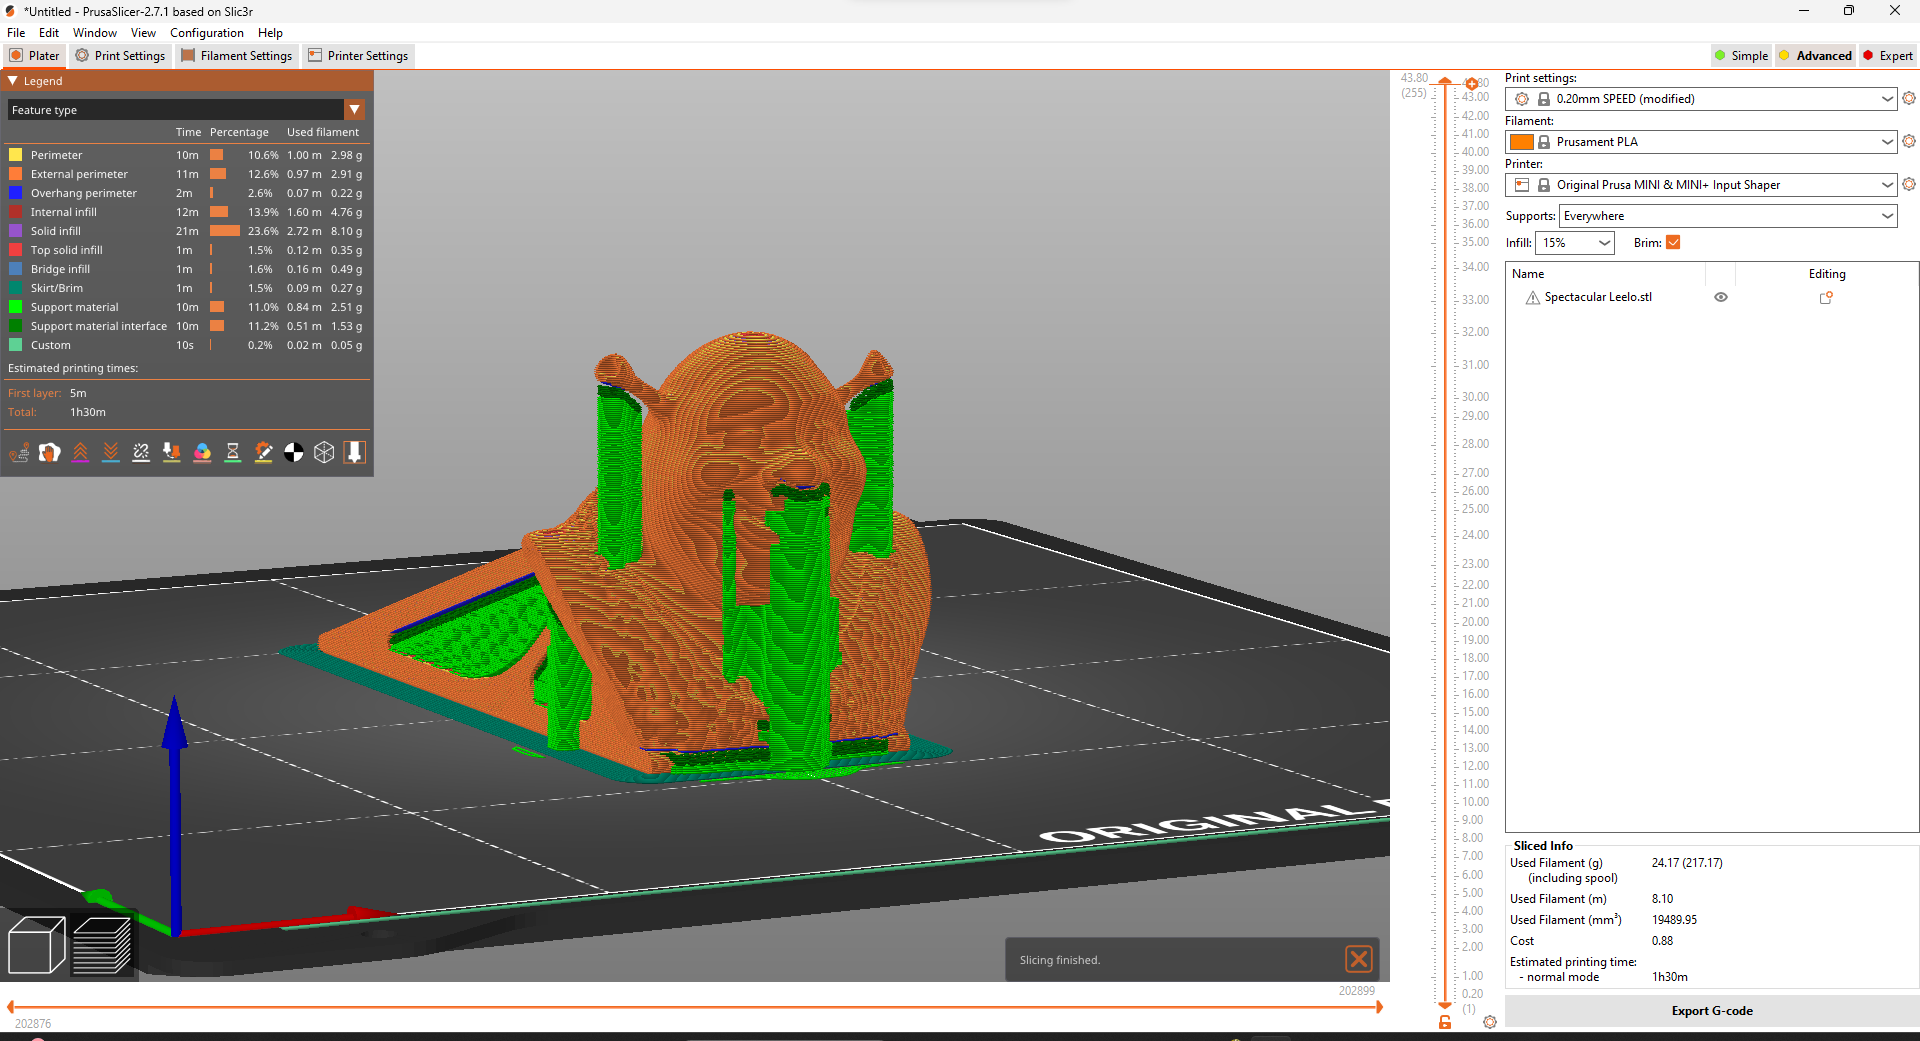 *Untitled - PrusaSlicer-2.7.1 based on Slic3r
File Edit Window View Configuration Help
Plater Print Settings Filament Settings Printer Settings Simple Advanced Expert
Legend
Feature type
Time Percentage Used filament
Perimeter 10m 10.6% 1.00 m 2.98 g
External perimeter 11m 12.6% 0.97 m 2.91 g
Overhang perimeter 2m 2.6% 0.07 m 0.22 g
Internal infill 12m 13.9% 1.60 m 4.76 g
Solid infill 21m 23.6% 2.72 m 8.10 g
Top solid infill 1m 1.5% 0.12 m 0.35 g
Bridge infill 1m 1.6% 0.16 m 0.49 g
Skirt/Brim 1m 1.5% 0.09 m 0.27 g
Support material 10m 11.0% 0.84 m 2.51 g
Support material interface 10m 11.2% 0.51 m 1.53 g
Custom 10s 0.2% 0.02 m 0.05 g
Estimated printing times:
First layer: 5m
Total: 1h30m
ORIGINAL
Slicing finished.
202899
202876
43.80
(255)
43.00
42.00
41.00
40.00
39.00
38.00
37.00
36.00
35.00
34.00
33.00
32.00
31.00
30.00
29.00
28.00
27.00
26.00
25.00
24.00
23.00
22.00
21.00
20.00
19.00
18.00
17.00
16.00
15.00
14.00
13.00
12.00
11.00
10.00
9.00
8.00
7.00
6.00
5.00
4.00
3.00
2.00
1.00
0.20
(1)
Print settings:
0.20mm SPEED (modified)
Filament:
Prusament PLA
Printer:
Original Prusa MINI & MINI+ Input Shaper
Supports: Everywhere
Infill: 15% Brim:
Name Editing
Spectacular Leelo.stl
Sliced Info
Used Filament (g) 24.17 (217.17)
(including spool)
Used Filament (m) 8.10
Used Filament (mm³) 19489.95
Cost 0.88
Estimated printing time:
- normal mode 1h30m
Export G-code